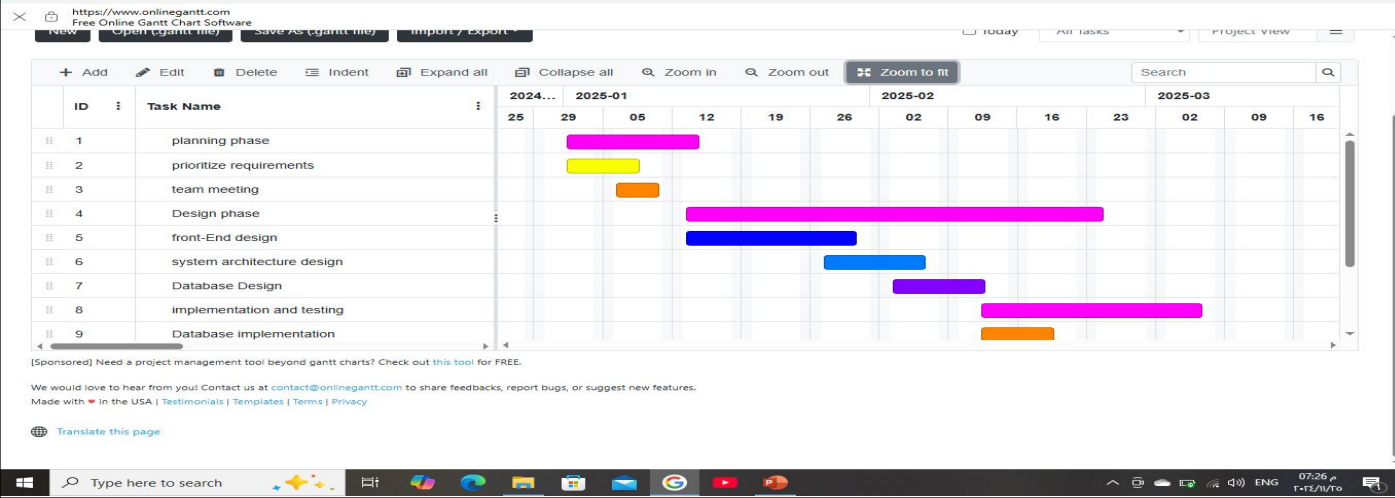 https://www.onlinegantt.com
Free Online Gantt Chart Software
New Open (.gantt file) Save As (.gantt file) Import / Export Today All Tasks Project View
Add Edit Delete Indent Expand all Collapse all Zoom in Zoom out Zoom to fit Search
ID Task Name 2024... 2025-01 2025-02 2025-03
25 29 05 12 19 26 02 09 16 23 02 09 16
1 planning phase
2 prioritize requirements
3 team meeting
4 Design phase
5 front-End design
6 system architecture design
7 Database Design
8 implementation and testing
9 Database implementation
[Sponsored] Need a project management tool beyond gantt charts? Check out this tool for FREE.
We would love to hear from you! Contact us at contact@onlinegantt.com to share feedbacks, report bugs, or suggest new features.
Made with ♥ in the USA | Testimonials | Templates | Terms | Privacy
Translate this page
Type here to search ENG 07:26 م
٢٠٢٤/١١/٢٥